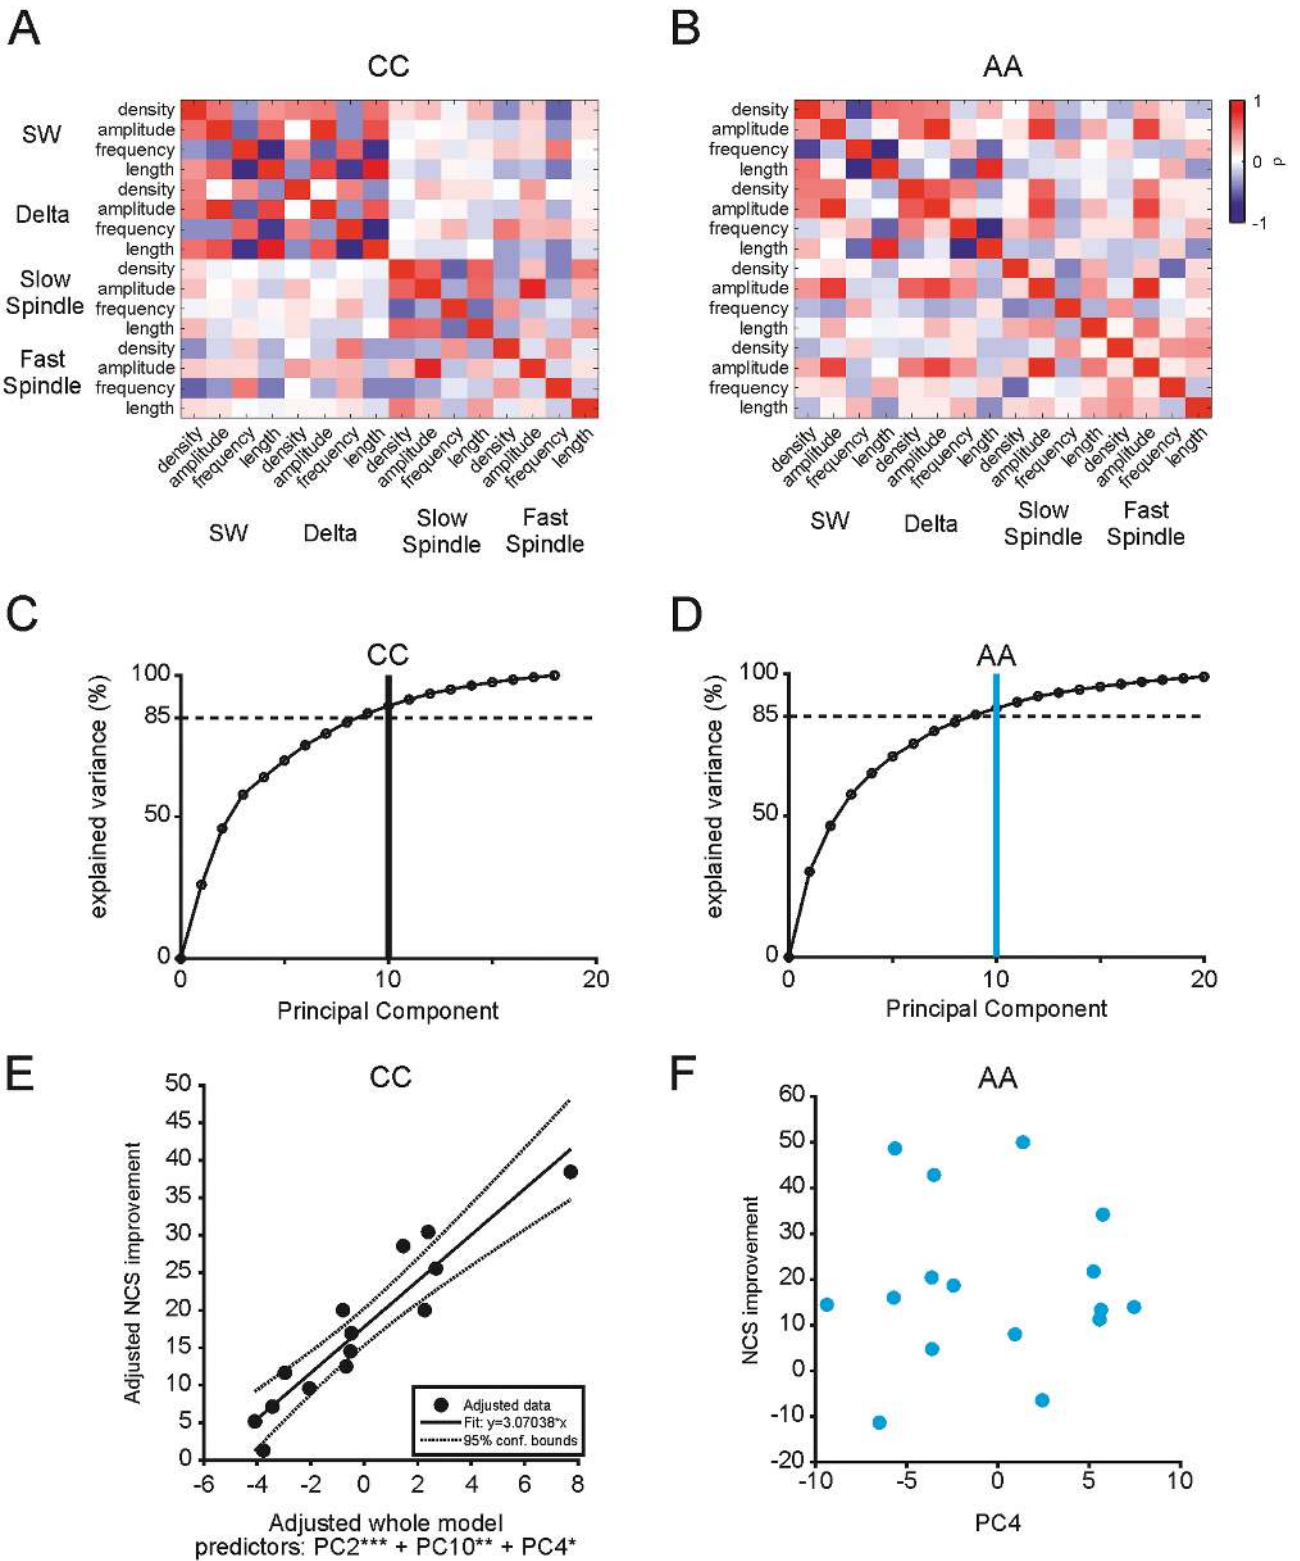 A
B
CC
AA
SW
Delta
Slow
Spindle
Fast
Spindle
density
amplitude
frequency
length
density
amplitude
frequency
length
density
amplitude
frequency
length
density
amplitude
frequency
length
density
amplitude
frequency
length
density
amplitude
frequency
length
density
amplitude
frequency
length
density
amplitude
frequency
length
SW
Delta
Slow
Spindle
Fast
Spindle
density
amplitude
frequency
length
density
amplitude
frequency
length
density
amplitude
frequency
length
density
amplitude
frequency
length
density
amplitude
frequency
length
density
amplitude
frequency
length
density
amplitude
frequency
length
density
amplitude
frequency
length
SW
Delta
Slow
Spindle
Fast
Spindle
1
0
-1
ρ
C
CC
100
85
50
0
explained variance (%)
0
10
20
Principal Component
D
AA
100
85
50
0
explained variance (%)
0
10
20
Principal Component
E
CC
50
45
40
35
30
25
20
15
10
5
0
Adjusted NCS improvement
Adjusted data
Fit: y=3.07038*x
95% conf. bounds
-6
-4
-2
0
2
4
6
8
Adjusted whole model
predictors: PC2*** + PC10** + PC4*
F
AA
60
50
40
30
20
10
0
-10
-20
NCS improvement
-10
-5
0
5
10
PC4